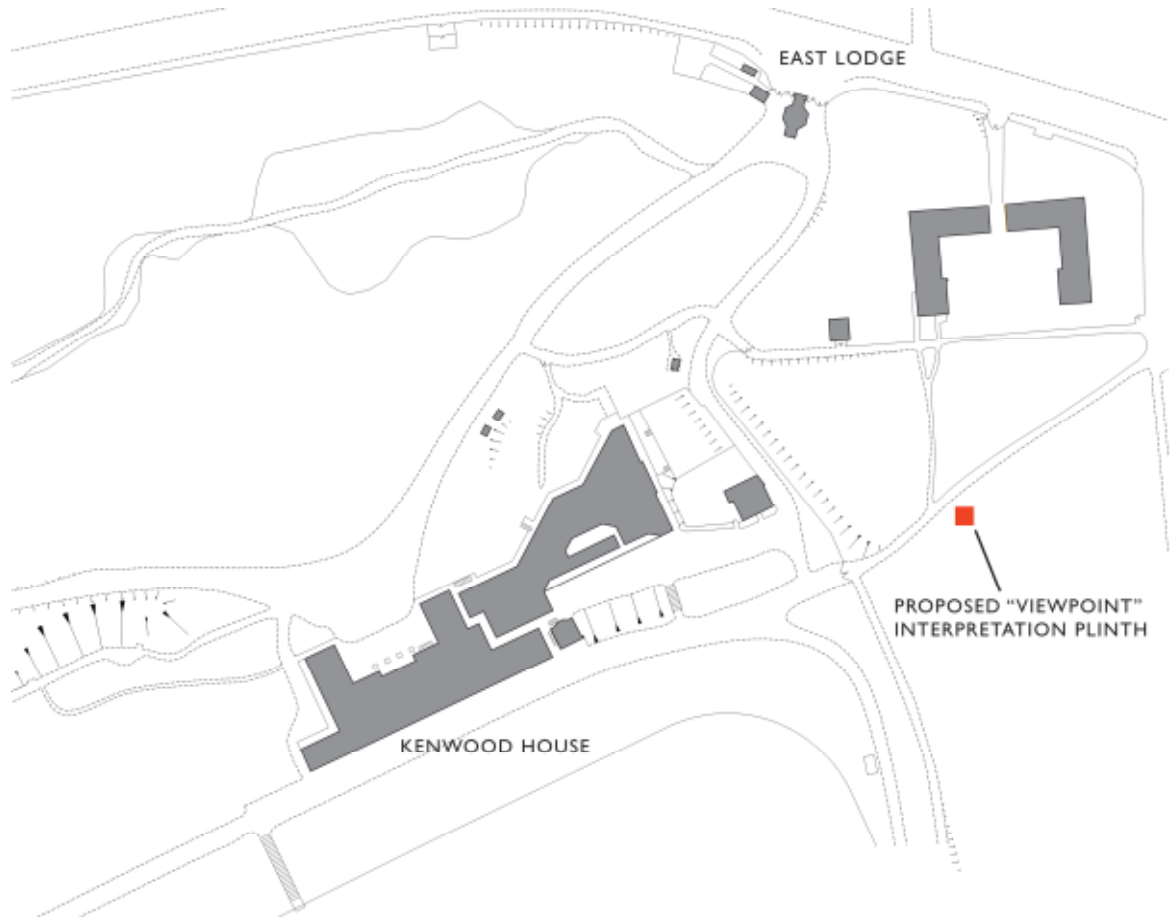 EAST LODGE
PROPOSED “VIEWPOINT”
INTERPRETATION PLINTH
KENWOOD HOUSE